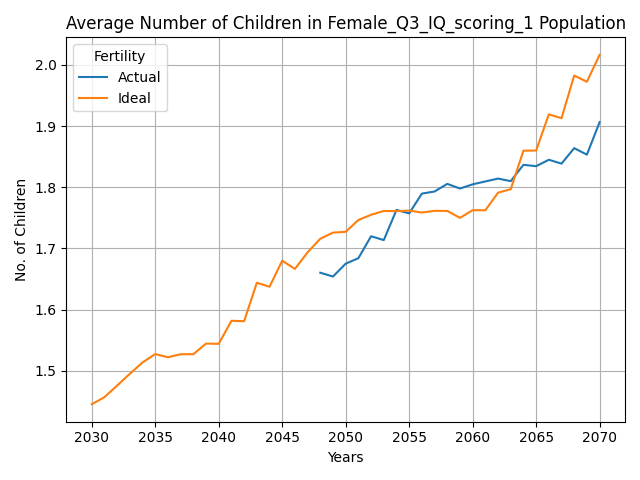 Average Number of Children in Female_Q3_IQ_scoring_1 Population
Fertility
Actual
Ideal
No. of Children
2.0
1.9
1.8
1.7
1.6
1.5
2030 2035 2040 2045 2050 2055 2060 2065 2070
Years